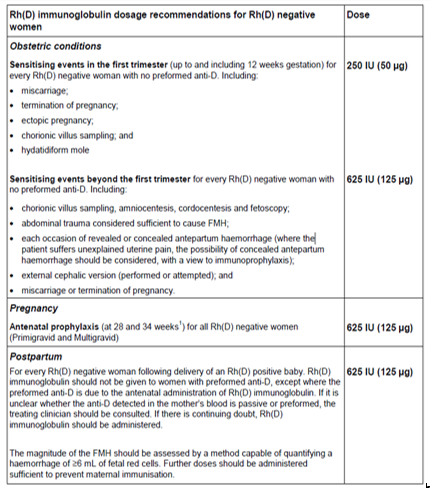 Rh(D) immunoglobulin dosage recommendations for Rh(D) negative women
Dose
Obstetric conditions
Sensitising events in the first trimester (up to and including 12 weeks gestation) for
every Rh(D) negative woman with no preformed anti-D. Including:
250 IU (50 µg)
• miscarriage;
• termination of pregnancy;
• ectopic pregnancy;
• chorionic villus sampling; and
• hydatidiform mole
Sensitising events beyond the first trimester for every Rh(D) negative woman with
no preformed anti-D. Including:
625 IU (125 µg)
• chorionic villus sampling, amniocentesis, cordocentesis and fetoscopy;
• abdominal trauma considered sufficient to cause FMH;
• each occasion of revealed or concealed antepartum haemorrhage (where the
patient suffers unexplained uterine pain, the possibility of concealed antepartum
haemorrhage should be considered, with a view to immunoprophylaxis);
• external cephalic version (performed or attempted); and
• miscarriage or termination of pregnancy.
Pregnancy
Antenatal prophylaxis (at 28 and 34 weeks¹) for all Rh(D) negative women
(Primigravid and Multigravid)
625 IU (125 µg)
Postpartum
For every Rh(D) negative woman following delivery of an Rh(D) positive baby. Rh(D)
immunoglobulin should not be given to women with preformed anti-D, except where the
preformed anti-D is due to the antenatal administration of Rh(D) immunoglobulin. If it is
unclear whether the anti-D detected in the mother's blood is passive or preformed, the
treating clinician should be consulted. If there is continuing doubt, Rh(D)
immunoglobulin should be administered.
625 IU (125 µg)
The magnitude of the FMH should be assessed by a method capable of quantifying a
haemorrhage of ≥6 mL of fetal red cells. Further doses should be administered
sufficient to prevent maternal immunisation.